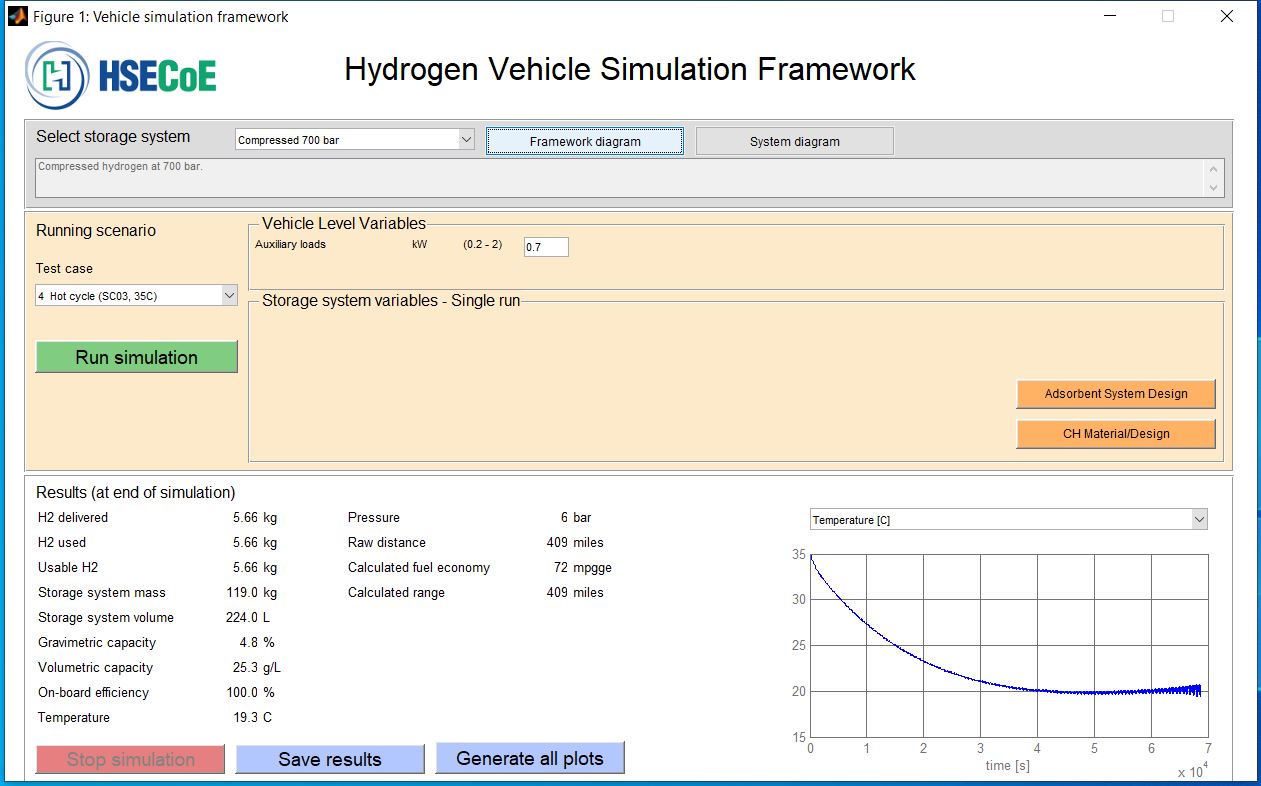 Figure 1: Vehicle simulation framework
HSECoE
Hydrogen Vehicle Simulation Framework
Select storage system
Compressed 700 bar
Framework diagram
System diagram
Compressed hydrogen at 700 bar.
Running scenario
Test case
4 Hot cycle (SC03, 35C)
Run simulation
Vehicle Level Variables
Auxiliary loads kW (0.2 - 2) 0.7
Storage system variables - Single run
Adsorbent System Design
CH Material/Design
Results (at end of simulation)
H2 delivered 5.66 kg
H2 used 5.66 kg
Usable H2 5.66 kg
Storage system mass 119.0 kg
Storage system volume 224.0 L
Gravimetric capacity 4.8 %
Volumetric capacity 25.3 g/L
On-board efficiency 100.0 %
Temperature 19.3 C
Pressure 6 bar
Raw distance 409 miles
Calculated fuel economy 72 mpgge
Calculated range 409 miles
Stop simulation
Save results
Generate all plots
Temperature [C]
35
30
25
20
15
0 1 2 3 4 5 6 7
time [s]
x 10^4